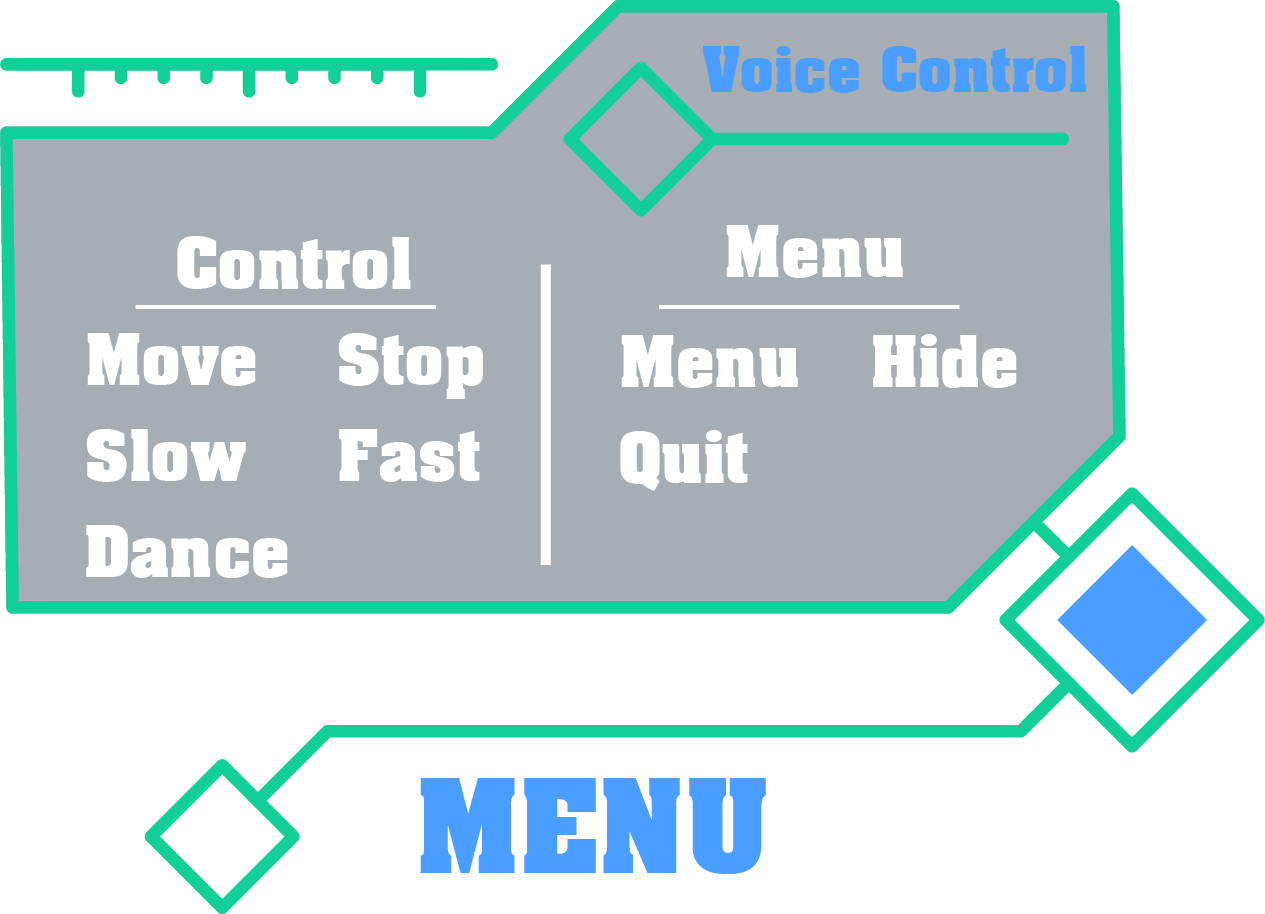 Voice Control
Control
Move Stop
Slow Fast
Dance
Menu
Menu Hide
Quit
MENU